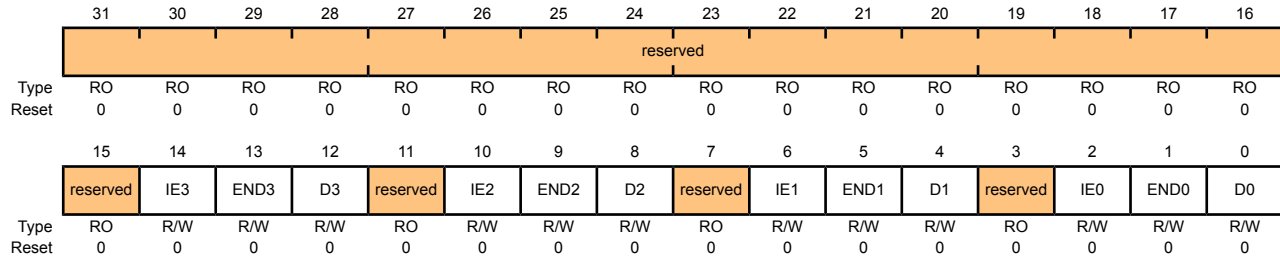 31 30 29 28 27 26 25 24 23 22 21 20 19 18 17 16
reserved
Type RO RO RO RO RO RO RO RO RO RO RO RO RO RO RO RO
Reset 0 0 0 0 0 0 0 0 0 0 0 0 0 0 0 0
15 14 13 12 11 10 9 8 7 6 5 4 3 2 1 0
reserved IE3 END3 D3 reserved IE2 END2 D2 reserved IE1 END1 D1 reserved IE0 END0 D0
Type RO R/W R/W R/W RO R/W R/W R/W RO R/W R/W R/W RO R/W R/W R/W
Reset 0 0 0 0 0 0 0 0 0 0 0 0 0 0 0 0